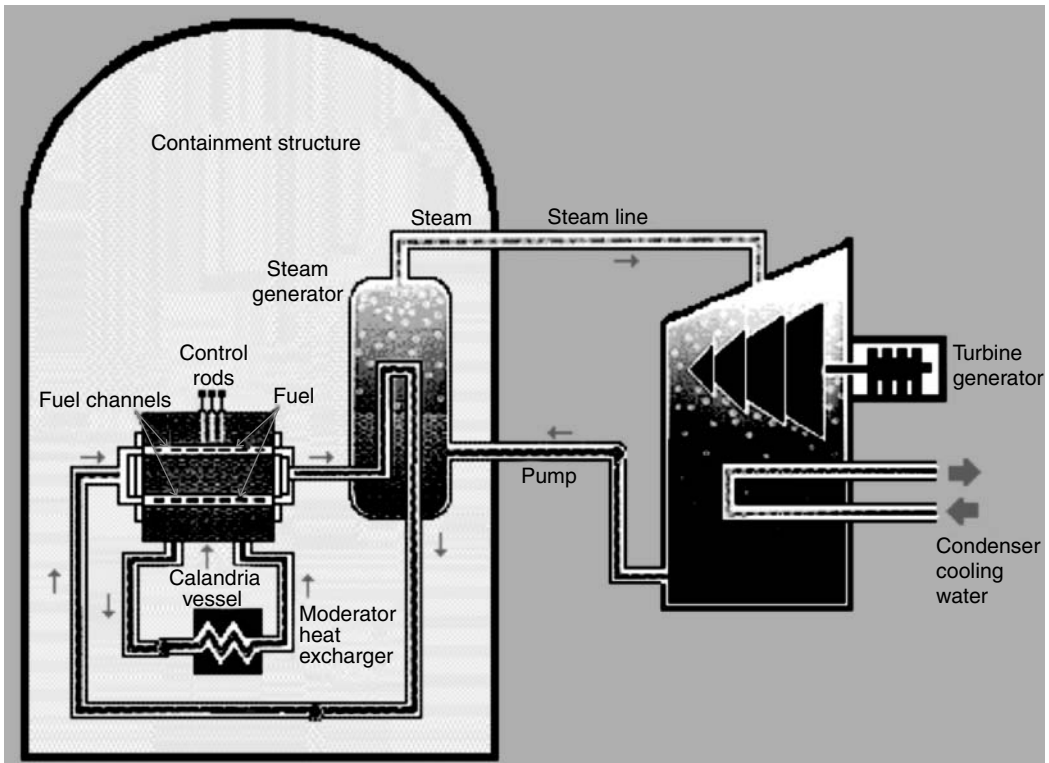 Containment structure
Steam
Steam line
Steam
generator
Control
rods
Fuel channels
Fuel
Turbine
generator
Pump
Condenser
cooling
water
Calandria
vessel
Moderator
heat
excharger